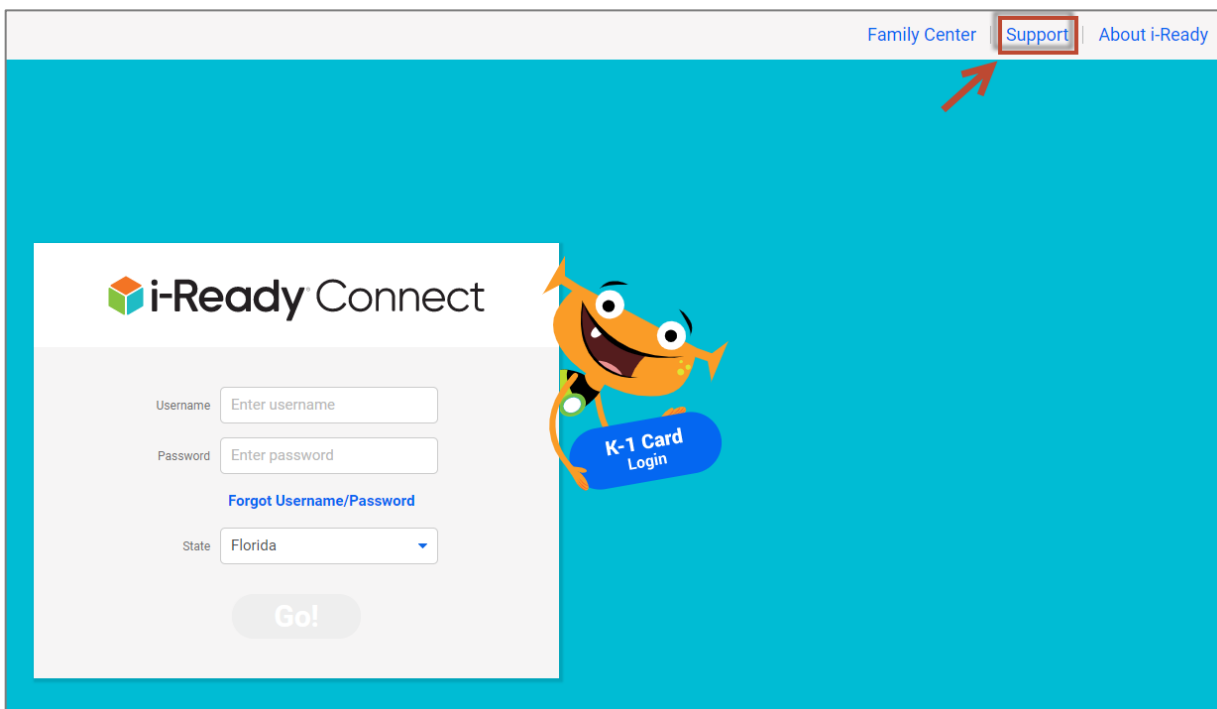 Family Center | Support | About i-Ready
i-Ready Connect
Username Enter username
Password Enter password
Forgot Username/Password
State Florida
Go!
K-1 Card
Login